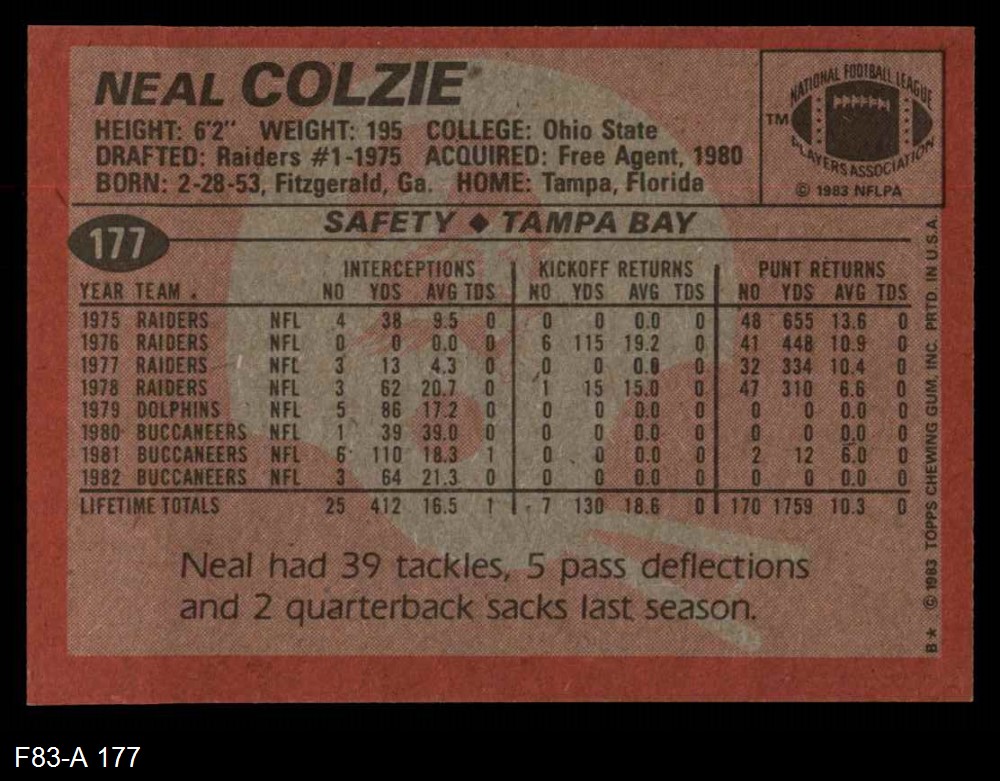 NEAL COLZIE
HEIGHT: 6'2" WEIGHT: 195 COLLEGE: Ohio State
DRAFTED: Raiders #1-1975 ACQUIRED: Free Agent, 1980
BORN: 2-28-53, Fitzgerald, Ga. HOME: Tampa, Florida
NATIONAL FOOTBALL LEAGUE
TM
PLAYERS ASSOCIATION
© 1983 NFLPA
SAFETY ◆ TAMPA BAY
177
INTERCEPTIONS KICKOFF RETURNS PUNT RETURNS
YEAR TEAM NO YDS AVG TDS NO YDS AVG TDS NO YDS AVG TDS
1975 RAIDERS NFL 4 38 9.5 0 0 0 0.0 0 48 655 13.6 0
1976 RAIDERS NFL 0 0 0.0 0 6 115 19.2 0 41 448 10.9 0
1977 RAIDERS NFL 3 13 4.3 0 0 0 0.0 0 32 334 10.4 0
1978 RAIDERS NFL 3 62 20.7 0 1 15 15.0 0 47 310 6.6 0
1979 DOLPHINS NFL 5 86 17.2 0 0 0 0.0 0 0 0 0.0 0
1980 BUCCANEERS NFL 1 39 39.0 0 0 0 0.0 0 0 0 0.0 0
1981 BUCCANEERS NFL 6 110 18.3 1 0 0 0.0 0 2 12 6.0 0
1982 BUCCANEERS NFL 3 64 21.3 0 0 0 0.0 0 0 0 0.0 0
LIFETIME TOTALS 25 412 16.5 1 7 130 18.6 0 170 1759 10.3 0
Neal had 39 tackles, 5 pass deflections
and 2 quarterback sacks last season.
B* © 1983 TOPPS CHEWING GUM, INC. PRTD. IN U.S.A.
F83-A 177